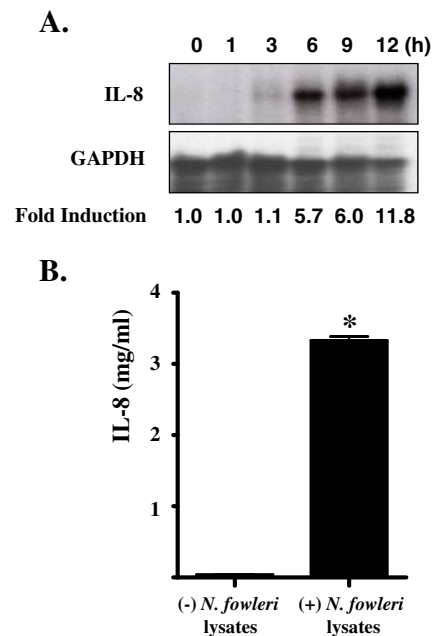 A.
0 1 3 6 9 12 (h)
IL-8
GAPDH
Fold Induction 1.0 1.0 1.1 5.7 6.0 11.8
B.
IL-8 (mg/ml)
4
3
2
1
*
(-) N. fowleri (+) N. fowleri
lysates lysates